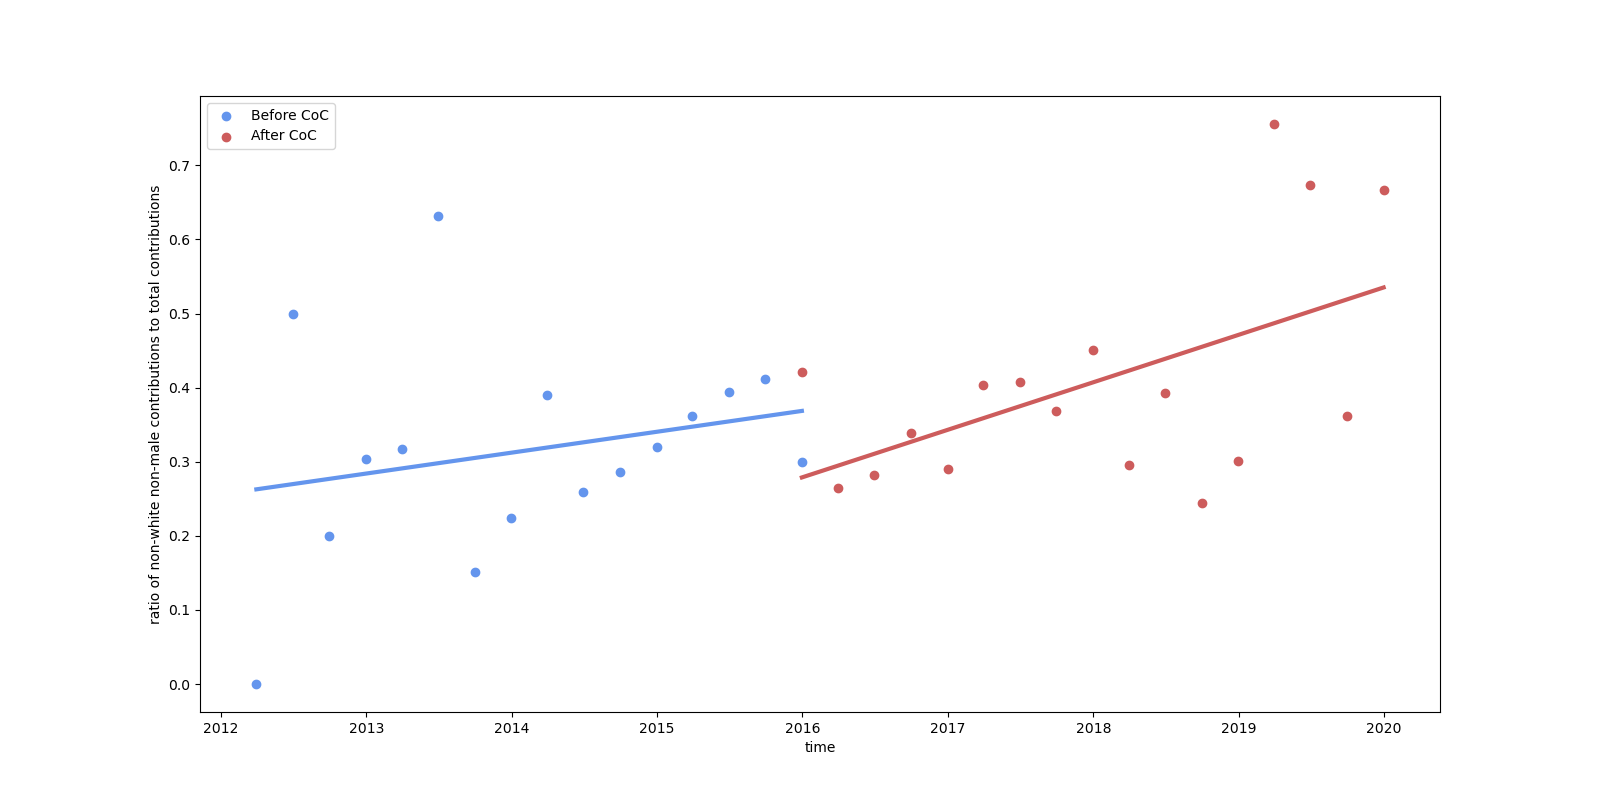 Before CoC
After CoC
0.7
0.6
0.5
0.4
0.3
0.2
0.1
0.0
ratio of non-white non-male contributions to total contributions
2012 2013 2014 2015 2016 2017 2018 2019 2020
time